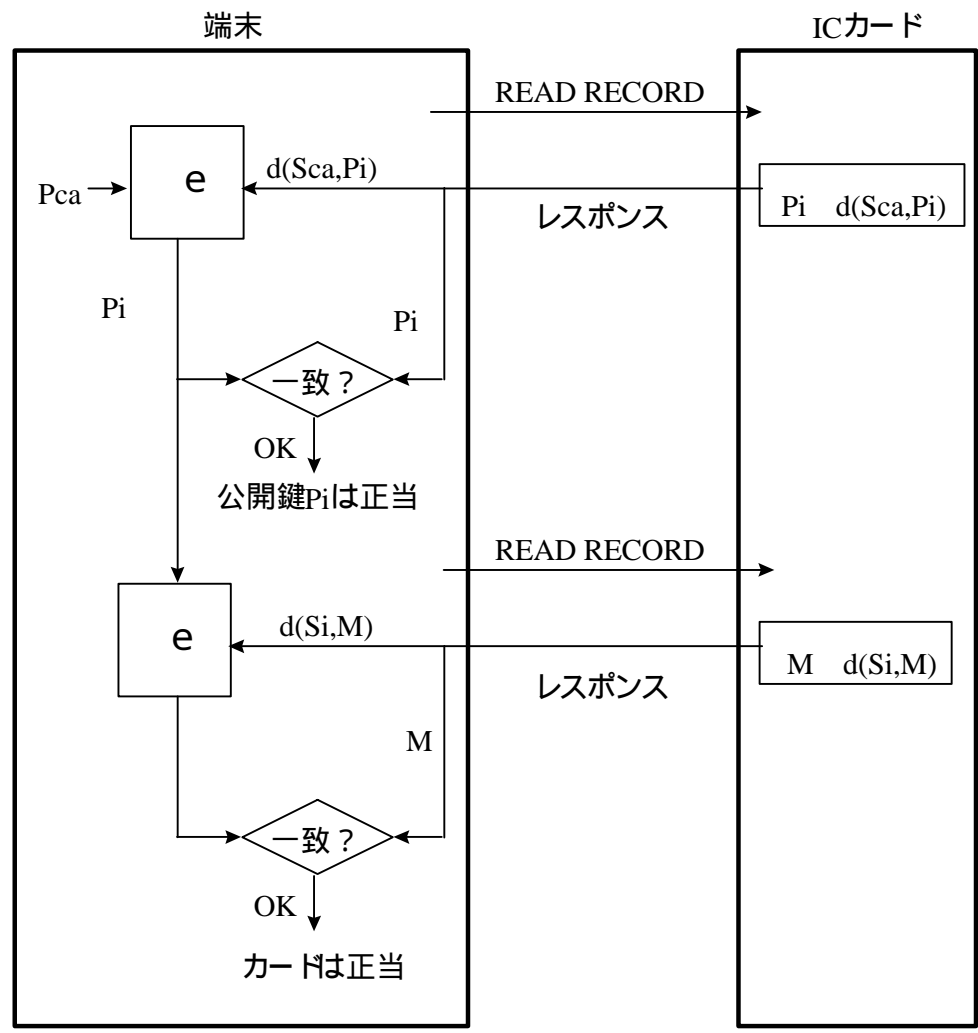 端末
ICカード
READ RECORD
e
d(Sca,Pi)
Pca
Pi d(Sca,Pi)
レスポンス
Pi
Pi
一致？
OK
公開鍵Piは正当
READ RECORD
e
d(Si,M)
M d(Si,M)
レスポンス
M
一致？
OK
カードは正当